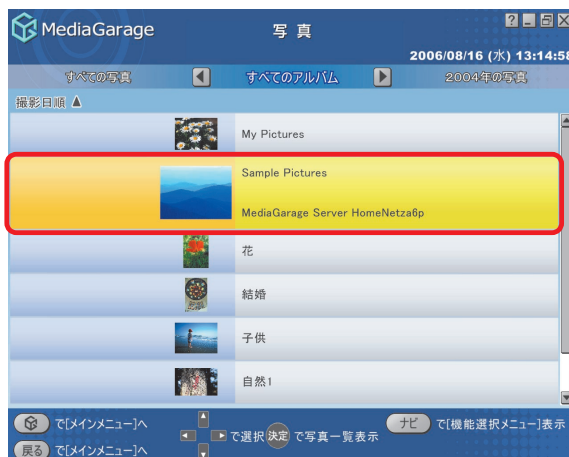 MediaGarage
写真
2006/08/16 (水) 13:14:58
すべての写真 すべてのアルバム 2004年の写真
撮影日順
My Pictures
Sample Pictures
MediaGarage Server HomeNetza6p
花
結婚
子供
自然1
で[メインメニュー]へ
戻る で[メインメニュー]へ
で選択 決定 で写真一覧表示
ナビ で[機能選択メニュー]表示